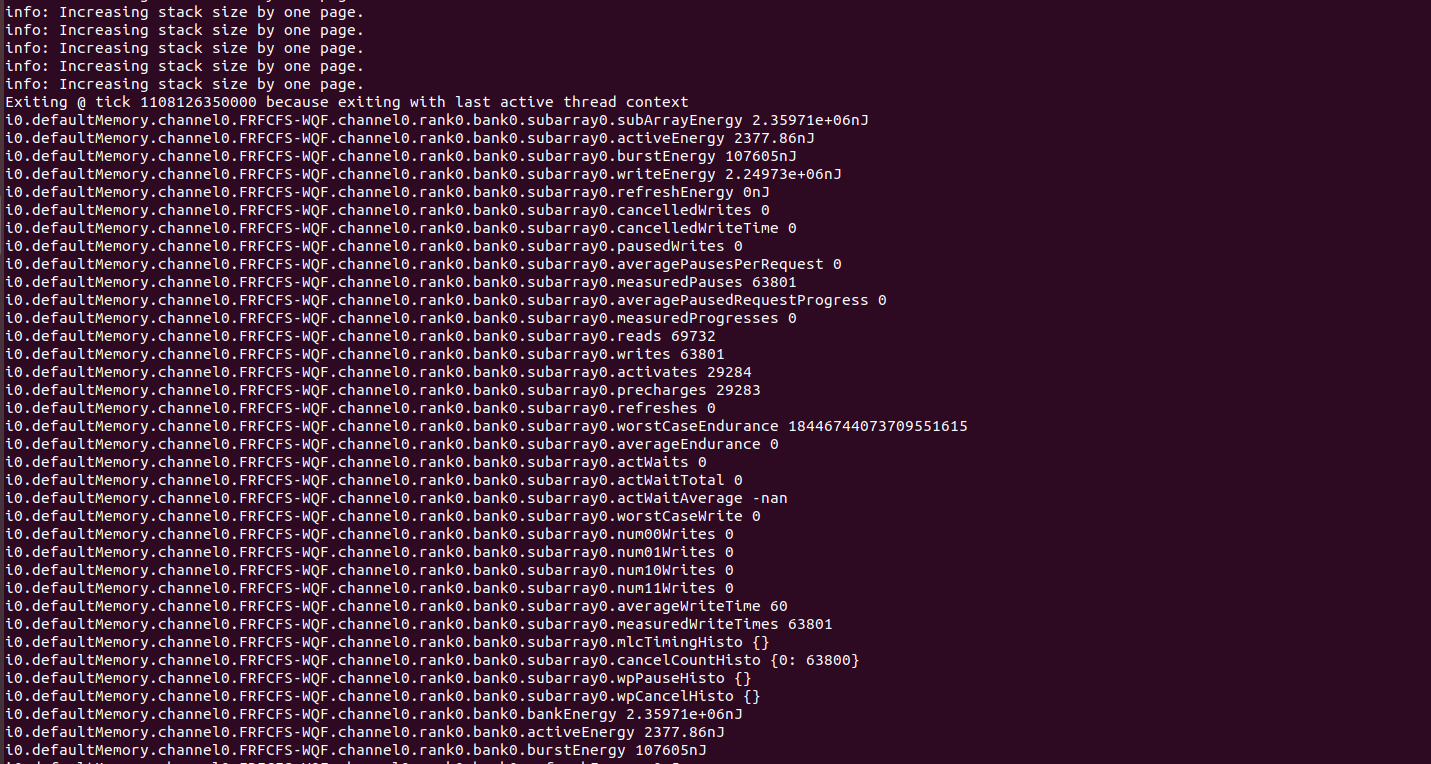 info: Increasing stack size by one page.
info: Increasing stack size by one page.
info: Increasing stack size by one page.
info: Increasing stack size by one page.
info: Increasing stack size by one page.
Exiting @ tick 1108126350000 because exiting with last active thread context
i0.defaultMemory.channel0.FRFCFS-WQF.channel0.rank0.bank0.subarray0.subArrayEnergy 2.35971e+06nJ
i0.defaultMemory.channel0.FRFCFS-WQF.channel0.rank0.bank0.subarray0.activeEnergy 2377.86nJ
i0.defaultMemory.channel0.FRFCFS-WQF.channel0.rank0.bank0.subarray0.burstEnergy 107605nJ
i0.defaultMemory.channel0.FRFCFS-WQF.channel0.rank0.bank0.subarray0.writeEnergy 2.24973e+06nJ
i0.defaultMemory.channel0.FRFCFS-WQF.channel0.rank0.bank0.subarray0.refreshEnergy 0nJ
i0.defaultMemory.channel0.FRFCFS-WQF.channel0.rank0.bank0.subarray0.cancelledWrites 0
i0.defaultMemory.channel0.FRFCFS-WQF.channel0.rank0.bank0.subarray0.cancelledWriteTime 0
i0.defaultMemory.channel0.FRFCFS-WQF.channel0.rank0.bank0.subarray0.pausedWrites 0
i0.defaultMemory.channel0.FRFCFS-WQF.channel0.rank0.bank0.subarray0.averagePausesPerRequest 0
i0.defaultMemory.channel0.FRFCFS-WQF.channel0.rank0.bank0.subarray0.measuredPauses 63801
i0.defaultMemory.channel0.FRFCFS-WQF.channel0.rank0.bank0.subarray0.averagePausedRequestProgress 0
i0.defaultMemory.channel0.FRFCFS-WQF.channel0.rank0.bank0.subarray0.measuredProgresses 0
i0.defaultMemory.channel0.FRFCFS-WQF.channel0.rank0.bank0.subarray0.reads 69732
i0.defaultMemory.channel0.FRFCFS-WQF.channel0.rank0.bank0.subarray0.writes 63801
i0.defaultMemory.channel0.FRFCFS-WQF.channel0.rank0.bank0.subarray0.activates 29284
i0.defaultMemory.channel0.FRFCFS-WQF.channel0.rank0.bank0.subarray0.precharges 29283
i0.defaultMemory.channel0.FRFCFS-WQF.channel0.rank0.bank0.subarray0.refreshes 0
i0.defaultMemory.channel0.FRFCFS-WQF.channel0.rank0.bank0.subarray0.worstCaseEndurance 18446744073709551615
i0.defaultMemory.channel0.FRFCFS-WQF.channel0.rank0.bank0.subarray0.averageEndurance 0
i0.defaultMemory.channel0.FRFCFS-WQF.channel0.rank0.bank0.subarray0.actWaits 0
i0.defaultMemory.channel0.FRFCFS-WQF.channel0.rank0.bank0.subarray0.actWaitTotal 0
i0.defaultMemory.channel0.FRFCFS-WQF.channel0.rank0.bank0.subarray0.actWaitAverage -nan
i0.defaultMemory.channel0.FRFCFS-WQF.channel0.rank0.bank0.subarray0.worstCaseWrite 0
i0.defaultMemory.channel0.FRFCFS-WQF.channel0.rank0.bank0.subarray0.num00Writes 0
i0.defaultMemory.channel0.FRFCFS-WQF.channel0.rank0.bank0.subarray0.num01Writes 0
i0.defaultMemory.channel0.FRFCFS-WQF.channel0.rank0.bank0.subarray0.num10Writes 0
i0.defaultMemory.channel0.FRFCFS-WQF.channel0.rank0.bank0.subarray0.num11Writes 0
i0.defaultMemory.channel0.FRFCFS-WQF.channel0.rank0.bank0.subarray0.averageWriteTime 60
i0.defaultMemory.channel0.FRFCFS-WQF.channel0.rank0.bank0.subarray0.measuredWriteTimes 63801
i0.defaultMemory.channel0.FRFCFS-WQF.channel0.rank0.bank0.subarray0.mlcTimingHisto {}
i0.defaultMemory.channel0.FRFCFS-WQF.channel0.rank0.bank0.subarray0.cancelCountHisto {0: 63800}
i0.defaultMemory.channel0.FRFCFS-WQF.channel0.rank0.bank0.subarray0.wpPauseHisto {}
i0.defaultMemory.channel0.FRFCFS-WQF.channel0.rank0.bank0.subarray0.wpCancelHisto {}
i0.defaultMemory.channel0.FRFCFS-WQF.channel0.rank0.bank0.bankEnergy 2.35971e+06nJ
i0.defaultMemory.channel0.FRFCFS-WQF.channel0.rank0.bank0.activeEnergy 2377.86nJ
i0.defaultMemory.channel0.FRFCFS-WQF.channel0.rank0.bank0.burstEnergy 107605nJ